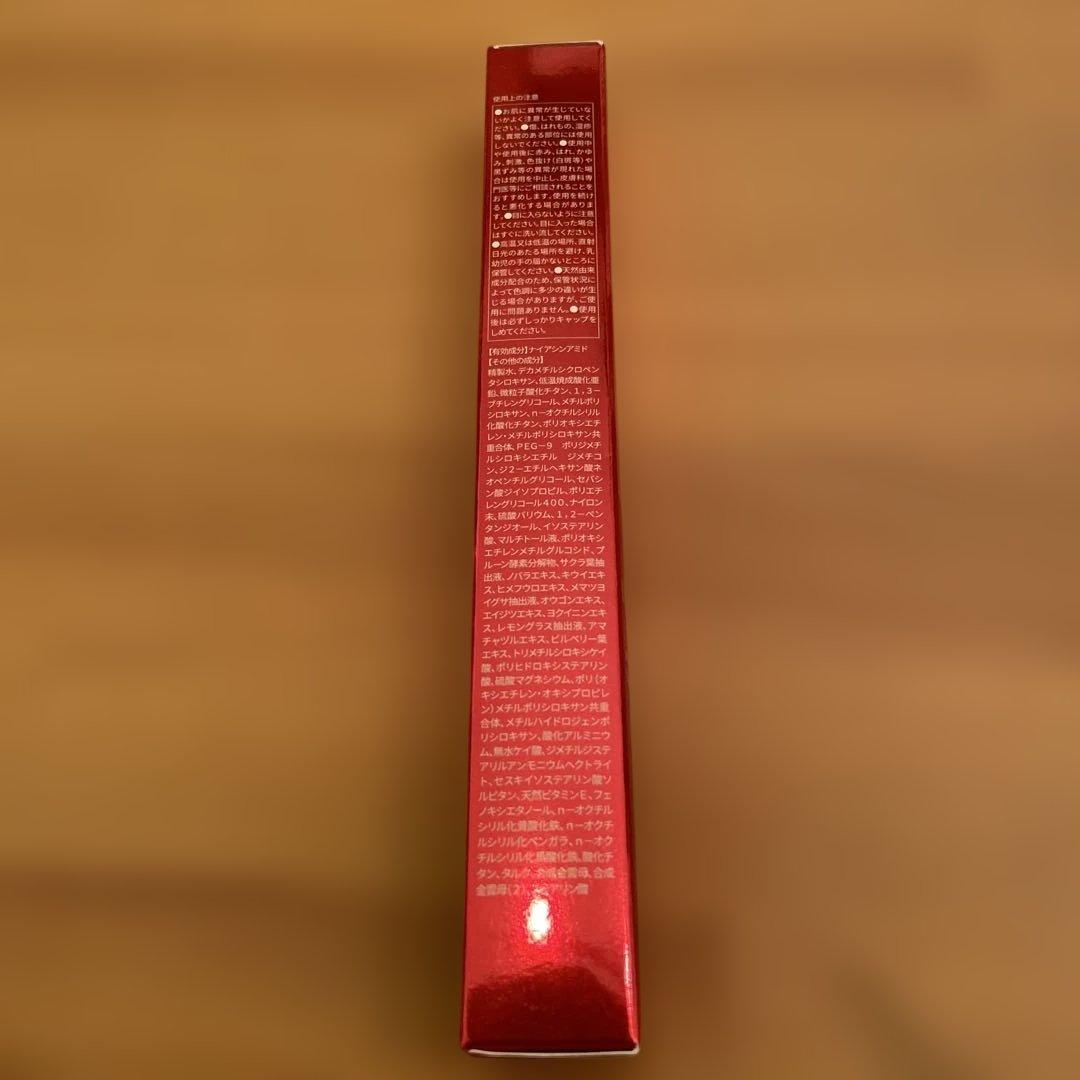 使用上の注意
●お肌に異常が生じていな
いかよく注意して使用してく
ださい。●傷、はれもの、湿疹
等、異常のある部位には使用
しないでください。●使用中
や使用後に赤み、はれ、かゆ
み、刺激、色抜け(白斑等)や
黒ずみ等の異常が現れた場
合は使用を中止し、皮膚科専
門医等にご相談されることを
おすすめします。使用を続け
ると悪化する場合がありま
す。●目に入らないように注意
してください。目に入った場合
はすぐに洗い流してください。
●高温又は低温の場所、直射
日光のあたる場所を避け、乳
幼児の手の届かないところに
保管してください。●天然由来
成分配合のため、保管状況に
よって色調に多少の違いが生
じる場合がありますが、ご使
用に問題ありません。●使用
後は必ずしっかりキャップを
しめてください。
【有効成分】ナイアシンアミド
【その他の成分】
精製水、デカメチルシクロペン
タシロキサン、低温焼成酸化亜
鉛、微粒子酸化チタン、1,3-
ブチレングリコール、メチルポリ
シロキサン、n-オクチルシリル
化酸化チタン、ポリオキシエチ
レン・メチルポリシロキサン共
重合体、PEG-9 ポリジメチ
ルシロキシエチル ジメチコ
ン、ジ2-エチルヘキサン酸ネ
オペンチルグリコール、セバシ
ン酸ジイソプロピル、ポリエチ
レングリコール400、ナイロン
末、硫酸バリウム、1,2-ペン
タンジオール、イソステアリン
酸、マルチトール液、ポリオキシ
エチレンメチルグルコシド、プ
ルーン酵素分解物、サクラ葉抽
出液、ノバラエキス、キウイエキ
ス、ヒメフウロエキス、メマツヨ
イグサ抽出液、オウゴンエキス、
エイジツエキス、ヨクイニンエキ
ス、レモングラス抽出液、アマ
チャヅルエキス、ビルベリー葉
エキス、トリメチルシロキシケイ
酸、ポリヒドロキシステアリン
酸、硫酸マグネシウム、ポリ(オ
キシエチレン・オキシプロピレ
ン)メチルポリシロキサン共重
合体、メチルハイドロジェンポ
リシロキサン、酸化アルミニウ
ム、無水ケイ酸、ジメチルジステ
アリルアンモニウムヘクトライ
ト、セスキイソステアリン酸ソ
ルビタン、天然ビタミンE、フェ
ノキシエタノール、n-オクチル
シリル化黄酸化鉄、n-オクチ
ルシリル化ベンガラ、n-オク
チルシリル化黒酸化鉄、酸化チ
タン、タルク、合成金雲母、合成
金雲母(2)、ステアリン酸